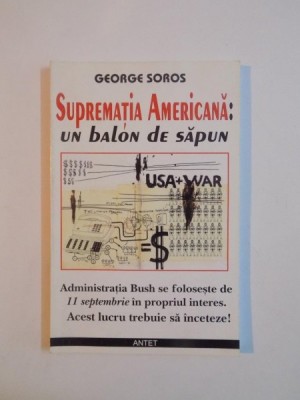 GEORGE SOROS
SUPREMAȚIA AMERICANĂ:
UN BALON DE SĂPUN
USA+WAR
=$
Administrația Bush se folosește de
11 septembrie în propriul interes.
Acest lucru trebuie să înceteze!
ANTET